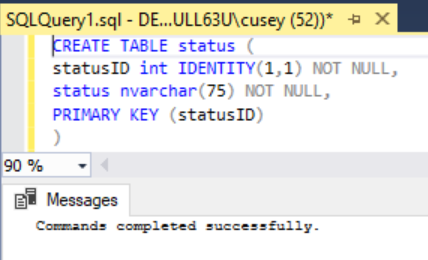 SQLQuery1.sql - DE...ULL63U\cusey (52))*
CREATE TABLE status (
statusID int IDENTITY(1,1) NOT NULL,
status nvarchar(75) NOT NULL,
PRIMARY KEY (statusID)
)
90 %
Messages
Commands completed successfully.